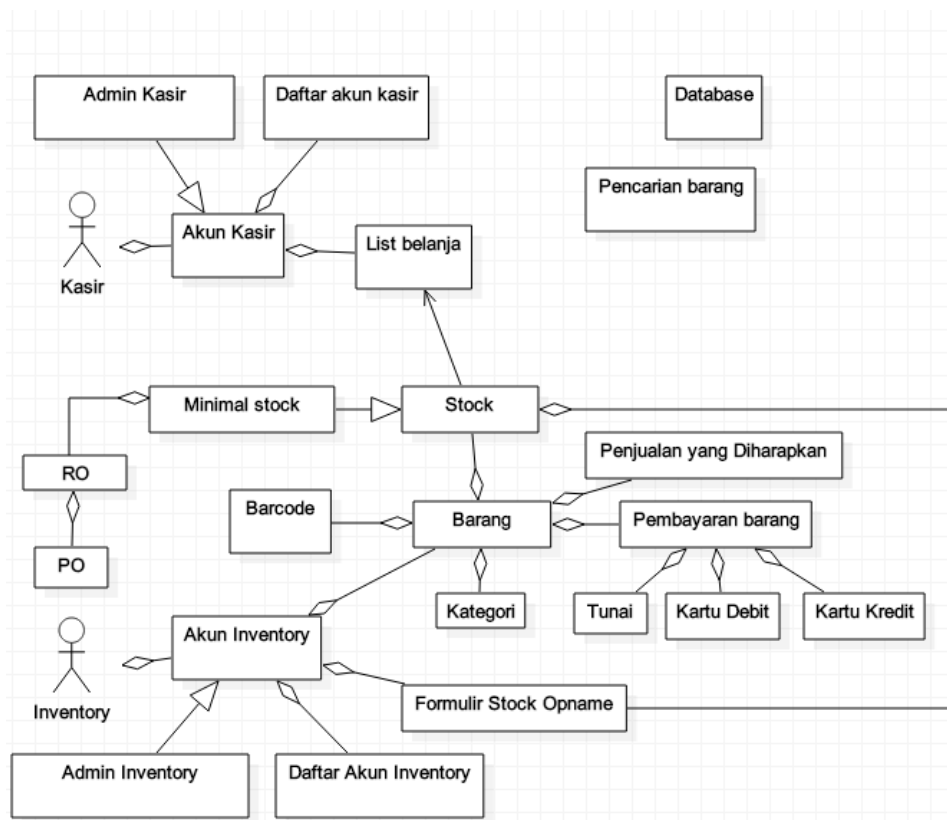 Admin Kasir
Daftar akun kasir
Database
Pencarian barang
Akun Kasir
List belanja
Kasir
Minimal stock
Stock
Penjualan yang Diharapkan
RO
Barcode
Barang
Pembayaran barang
PO
Kategori
Tunai
Kartu Debit
Kartu Kredit
Akun Inventory
Inventory
Formulir Stock Opname
Admin Inventory
Daftar Akun Inventory